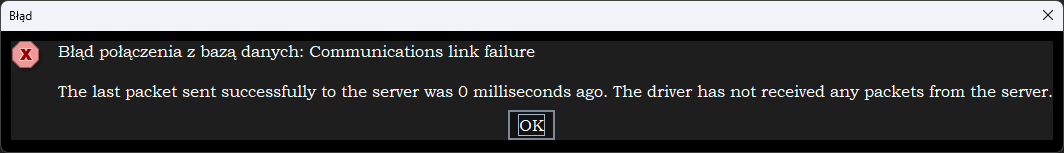 Błąd
Błąd połączenia z bazą danych: Communications link failure
The last packet sent successfully to the server was 0 milliseconds ago. The driver has not received any packets from the server.
OK